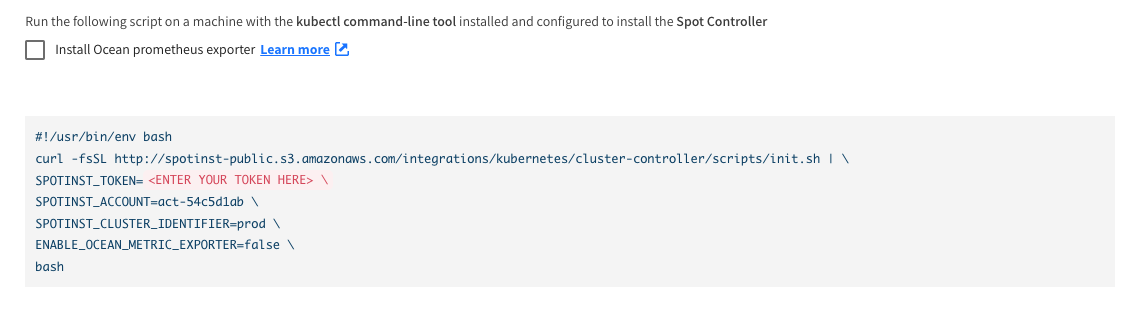 Run the following script on a machine with the kubectl command-line tool installed and configured to install the Spot Controller
Install Ocean prometheus exporter Learn more
#!/usr/bin/env bash
curl -fsSL http://spotinst-public.s3.amazonaws.com/integrations/kubernetes/cluster-controller/scripts/init.sh | \
SPOTINST_TOKEN= <ENTER YOUR TOKEN HERE> \
SPOTINST_ACCOUNT=act-54c5d1ab \
SPOTINST_CLUSTER_IDENTIFIER=prod \
ENABLE_OCEAN_METRIC_EXPORTER=false \
bash